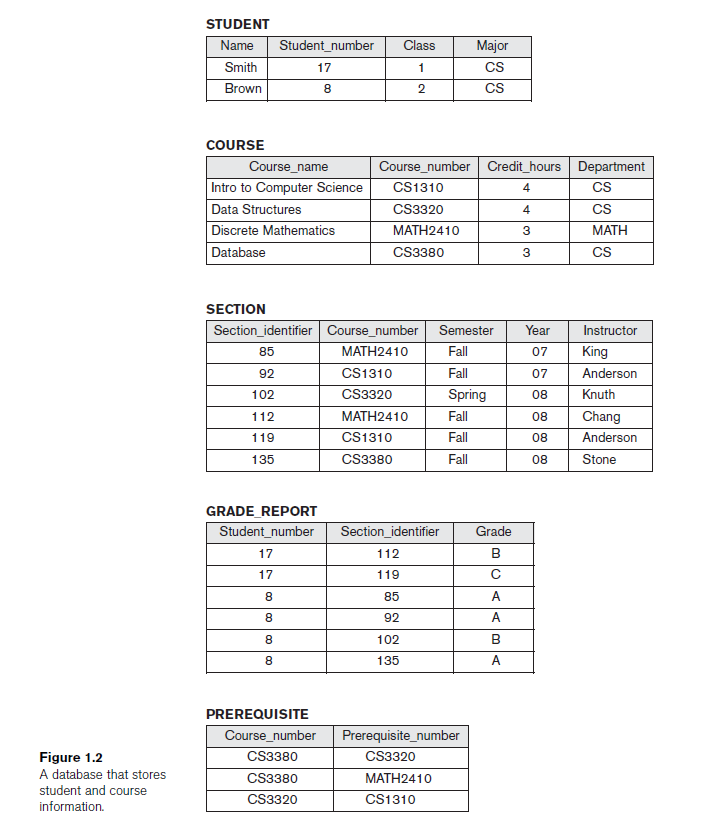 STUDENT
Name Student_number Class Major
Smith 17 1 CS
Brown 8 2 CS
COURSE
Course_name Course_number Credit_hours Department
Intro to Computer Science CS1310 4 CS
Data Structures CS3320 4 CS
Discrete Mathematics MATH2410 3 MATH
Database CS3380 3 CS
SECTION
Section_identifier Course_number Semester Year Instructor
85 MATH2410 Fall 07 King
92 CS1310 Fall 07 Anderson
102 CS3320 Spring 08 Knuth
112 MATH2410 Fall 08 Chang
119 CS1310 Fall 08 Anderson
135 CS3380 Fall 08 Stone
GRADE_REPORT
Student_number Section_identifier Grade
17 112 B
17 119 C
8 85 A
8 92 A
8 102 B
8 135 A
PREREQUISITE
Course_number Prerequisite_number
CS3380 CS3320
CS3380 MATH2410
CS3320 CS1310
Figure 1.2
A database that stores
student and course
information.